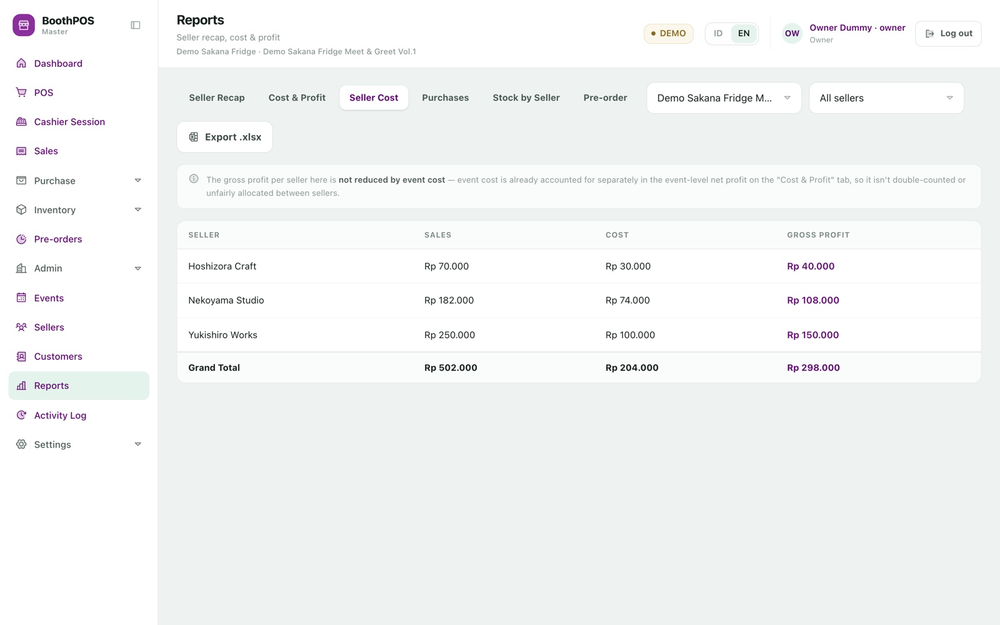 BoothPOS
Master
Dashboard
POS
Cashier Session
Sales
Purchase
Inventory
Pre-orders
Admin
Events
Sellers
Customers
Reports
Activity Log
Settings
Reports
Seller recap, cost & profit
Demo Sakana Fridge · Demo Sakana Fridge Meet & Greet Vol.1
DEMO
ID EN
OW
Owner Dummy · owner
Owner
Log out
Seller Recap Cost & Profit Seller Cost Purchases Stock by Seller Pre-order Demo Sakana Fridge M... All sellers
Export .xlsx
The gross profit per seller here is not reduced by event cost — event cost is already accounted for separately in the event-level net profit on the "Cost & Profit" tab, so it isn't double-counted or
unfairly allocated between sellers.
SELLER SALES COST GROSS PROFIT
Hoshizora Craft Rp 70.000 Rp 30.000 Rp 40.000
Nekoyama Studio Rp 182.000 Rp 74.000 Rp 108.000
Yukishiro Works Rp 250.000 Rp 100.000 Rp 150.000
Grand Total Rp 502.000 Rp 204.000 Rp 298.000